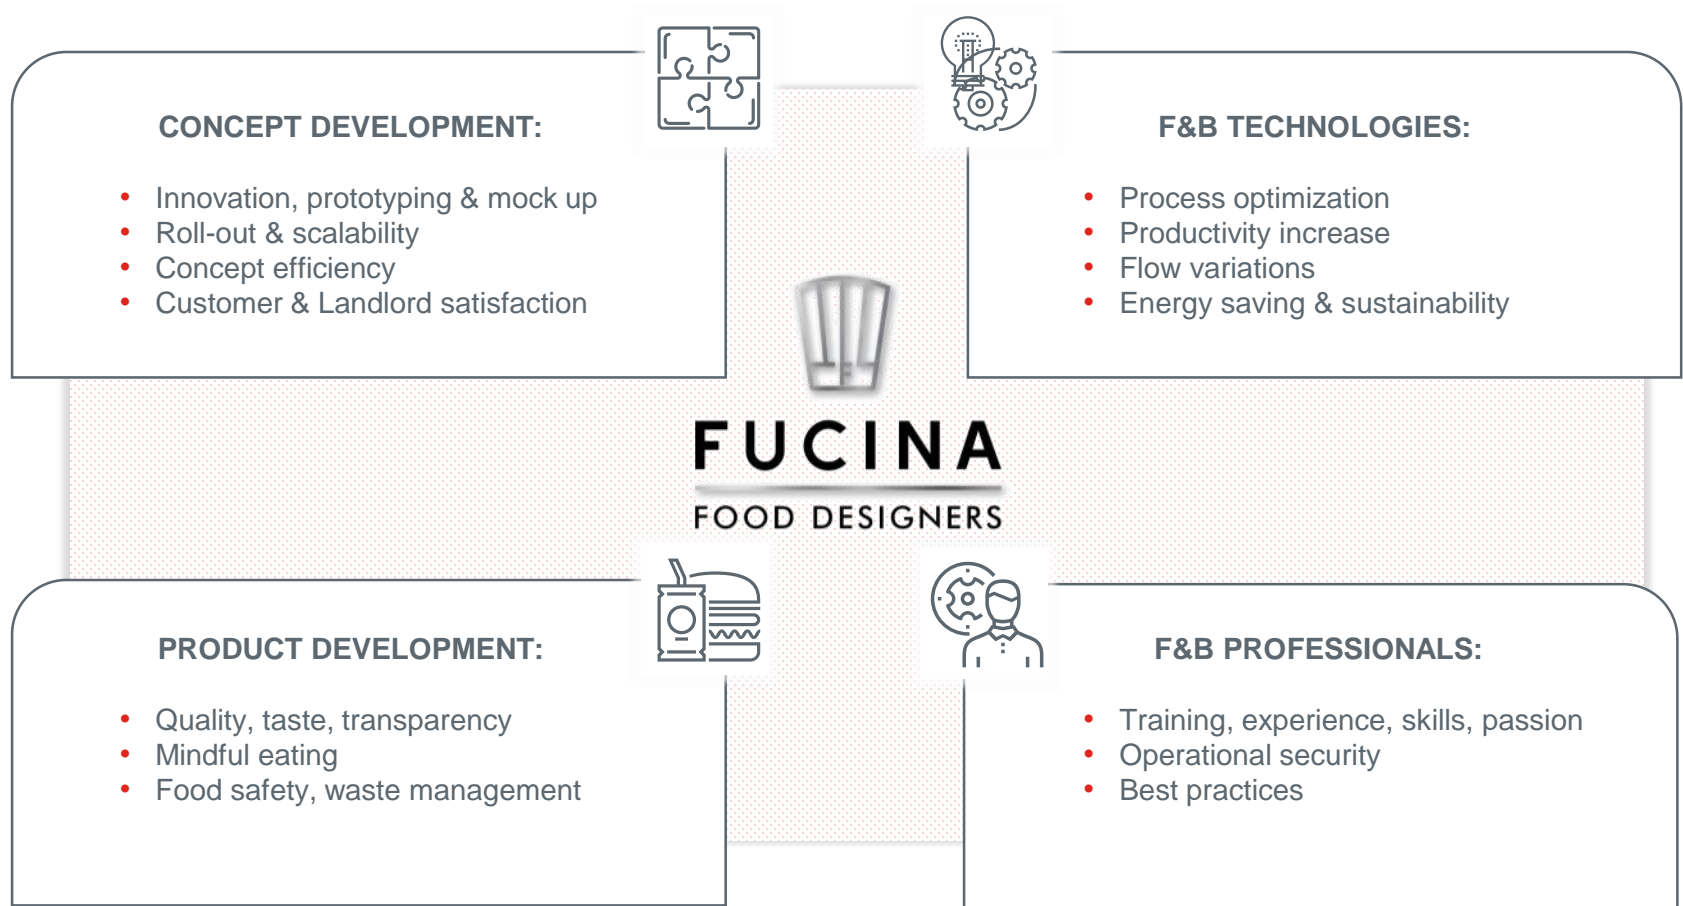 CONCEPT DEVELOPMENT:
• Innovation, prototyping & mock up
• Roll-out & scalability
• Concept efficiency
• Customer & Landlord satisfaction
F&B TECHNOLOGIES:
• Process optimization
• Productivity increase
• Flow variations
• Energy saving & sustainability
FUCINA
FOOD DESIGNERS
PRODUCT DEVELOPMENT:
• Quality, taste, transparency
• Mindful eating
• Food safety, waste management
F&B PROFESSIONALS:
• Training, experience, skills, passion
• Operational security
• Best practices